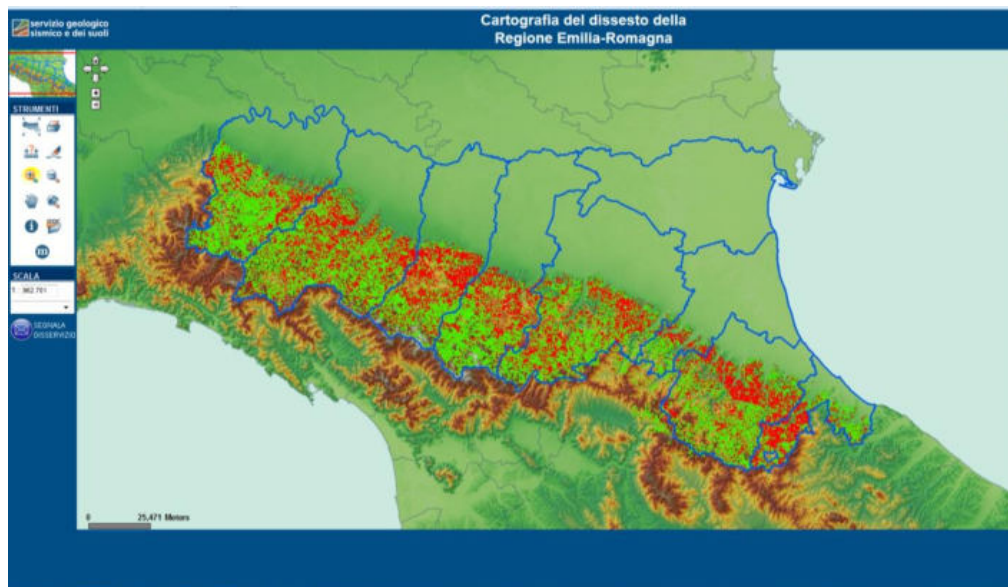 servizio geologico
sismico e dei suoli
Cartografia del dissesto della
Regione Emilia-Romagna
STRUMENTI
i
m
SCALA
SEGNALA
DISSERVIZIO
0 25,471 Meters